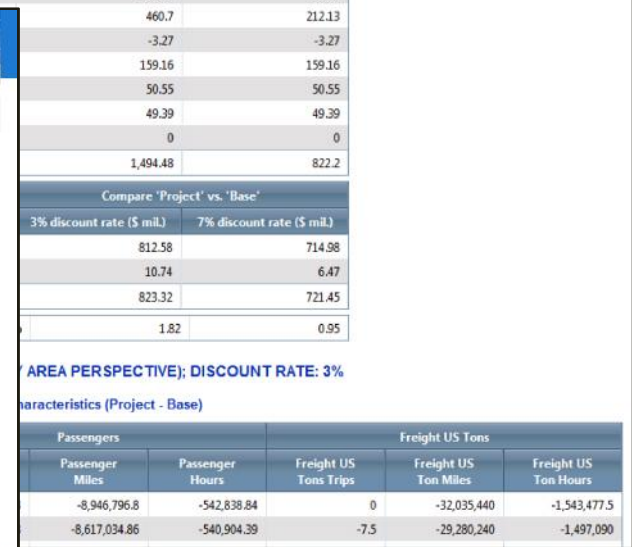 460.7 212.13
-3.27 -3.27
159.16 159.16
50.55 50.55
49.39 49.39
0 0
1,494.48 822.2
Compare 'Project' vs. 'Base'
3% discount rate ($ mil.) 7% discount rate ($ mil.)
812.58 714.98
10.74 6.47
823.32 721.45
1.82 0.95
AREA PERSPECTIVE); DISCOUNT RATE: 3%
(Project - Base)
Passengers Freight US Tons
Passenger Miles Passenger Hours Freight US Tons Trips Freight US Ton Miles Freight US Ton Hours
-8,946,796.8 -542,838.84 0 -32,035,440 -1,543,477.5
-8,617,034.86 -540,904.39 -7.5 -29,280,240 -1,497,090